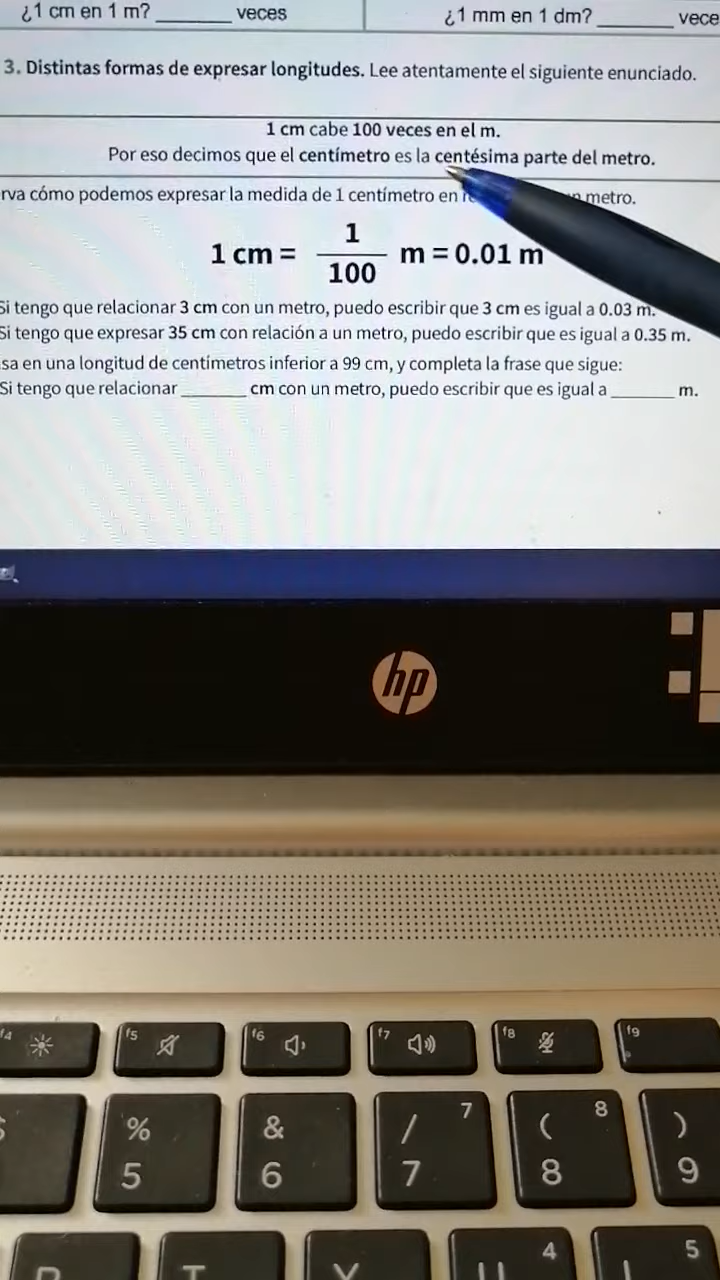 ¿1 cm en 1 m? ________ veces
¿1 mm en 1 dm? ________ vece
3. Distintas formas de expresar longitudes. Lee atentamente el siguiente enunciado.
1 cm cabe 100 veces en el m.
Por eso decimos que el centímetro es la centésima parte del metro.
rva cómo podemos expresar la medida de 1 centímetro en metro.
1 cm = 1/100 m = 0.01 m
Si tengo que relacionar 3 cm con un metro, puedo escribir que 3 cm es igual a 0.03 m.
Si tengo que expresar 35 cm con relación a un metro, puedo escribir que es igual a 0.35 m.
sa en una longitud de centímetros inferior a 99 cm, y completa la frase que sigue:
Si tengo que relacionar _______ cm con un metro, puedo escribir que es igual a _______ m.
hp
f4 f5 f6 f7 f8 f9
% & / 7 ( 8 )
5 6 7 8 9
4 5